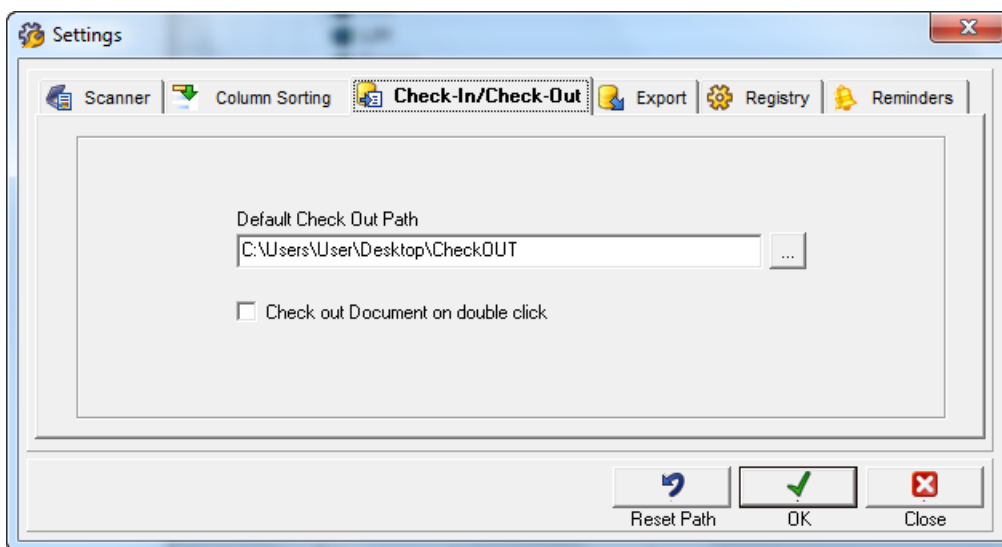 Settings
Scanner Column Sorting Check-In/Check-Out Export Registry Reminders
Default Check Out Path
C:\Users\User\Desktop\CheckOUT ...
Check out Document on double click
Reset Path OK Close